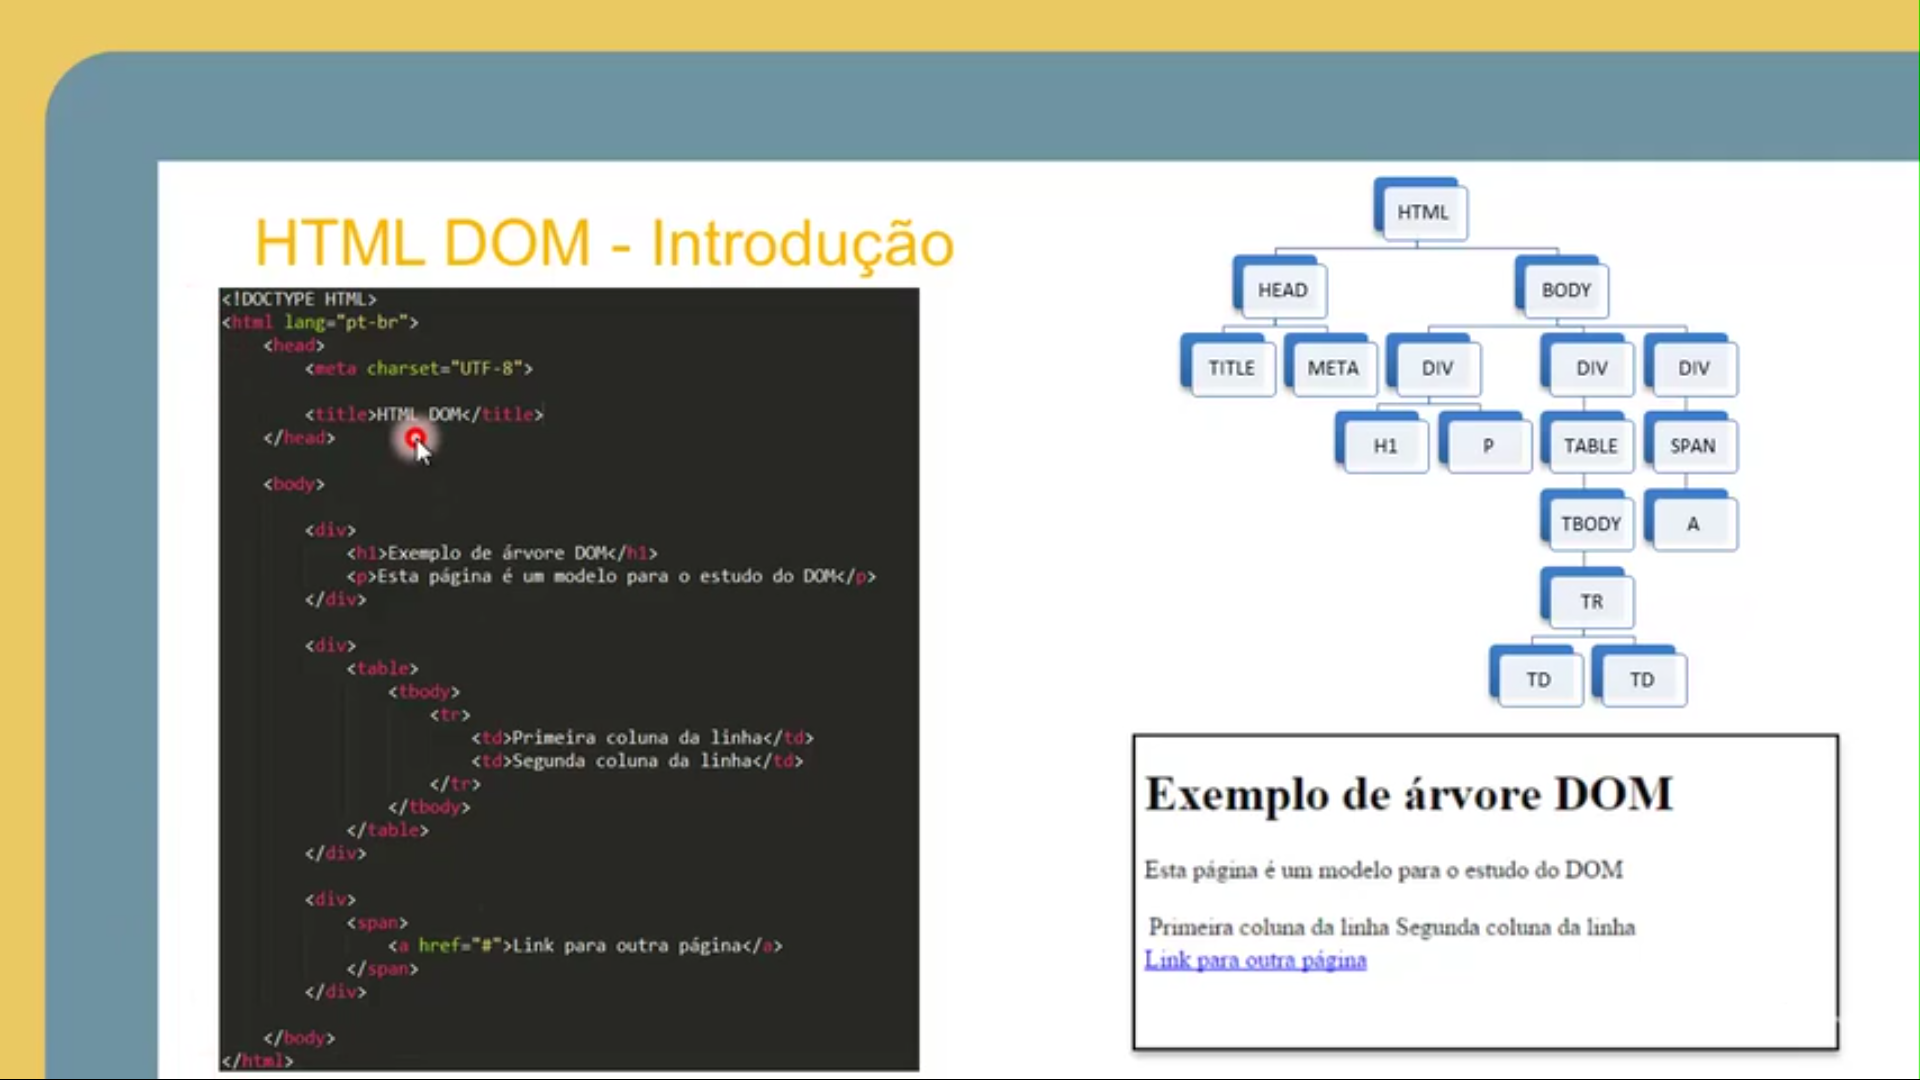 HTML DOM - Introdução
<!DOCTYPE HTML>
<html lang="pt-br">
<head>
<meta charset="UTF-8">
<title>HTML DOM</title>
</head>
<body>
<div>
<h1>Exemplo de árvore DOM</h1>
<p>Esta página é um modelo para o estudo do DOM</p>
</div>
<div>
<table>
<tbody>
<tr>
<td>Primeira coluna da linha</td>
<td>Segunda coluna da linha</td>
</tr>
</tbody>
</table>
</div>
<div>
<span>
<a href="#">Link para outra página</a>
</span>
</div>
</body>
</html>
HTML
HEAD BODY
TITLE META DIV DIV DIV
H1 P TABLE SPAN
TBODY A
TR
TD TD
Exemplo de árvore DOM
Esta página é um modelo para o estudo do DOM
Primeira coluna da linha Segunda coluna da linha
Link para outra página